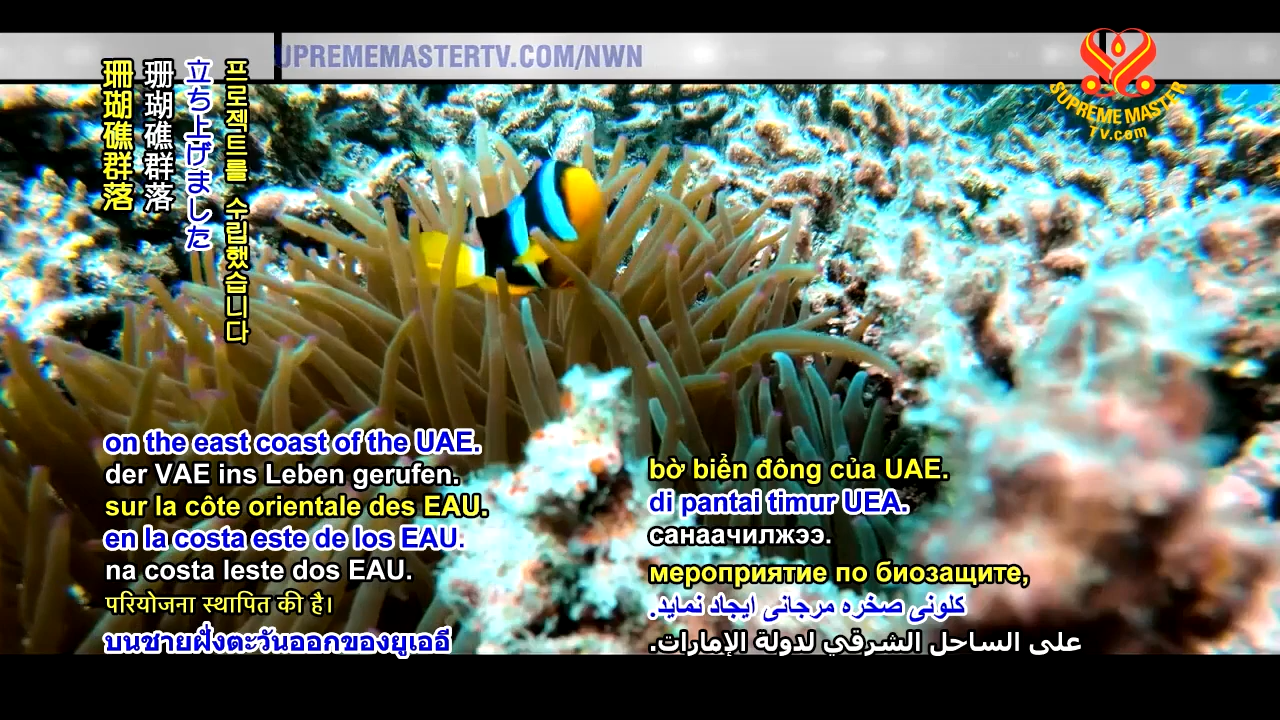 UPREMEMASTERTV.COM/NWN
SUPREME MASTER
TV.com
珊瑚礁群落
珊瑚礁群落
立ち上げました
프로젝트를 수립했습니다
on the east coast of the UAE.
der VAE ins Leben gerufen.
sur la côte orientale des EAU.
en la costa este de los EAU.
na costa leste dos EAU.
परियोजना स्थापित की है।
บนชายฝั่งตะวันออกของยูเออี
bờ biển đông của UAE.
di pantai timur UEA.
санаачилжээ.
мероприятие по биозащите,
کلونی صخره مرجانی ایجاد نماید.
على الساحل الشرقي لدولة الإمارات.